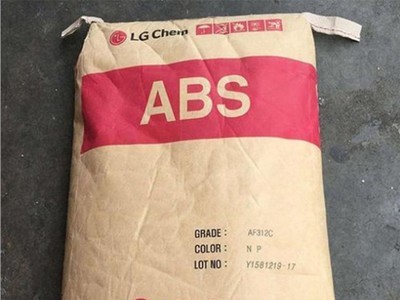 LG Chem
ABS
GRADE : AF312C
COLOR : N P
LOT NO : Y1581219-17